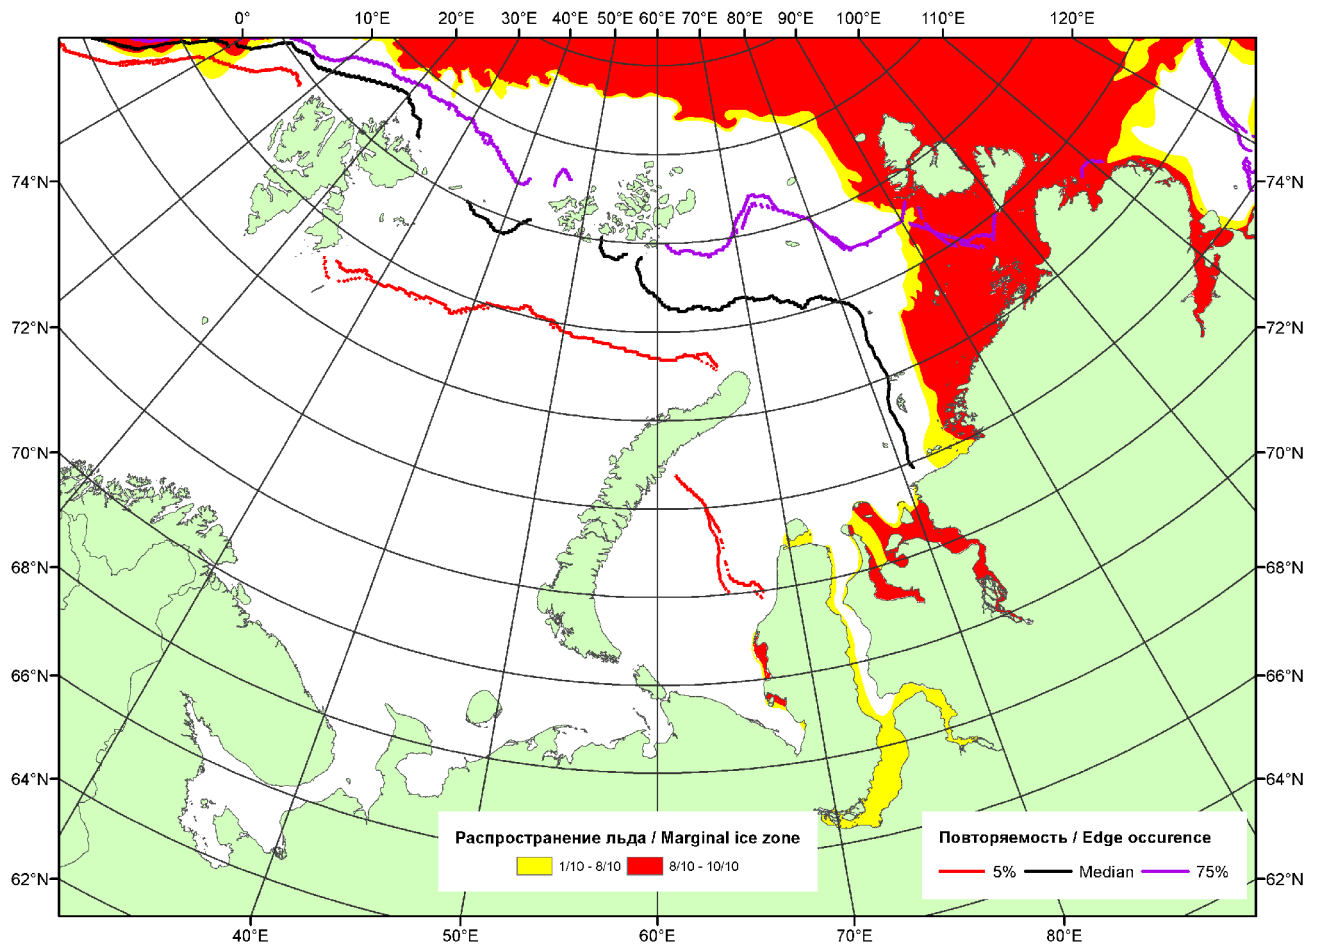 0° 10°E 20°E 30°E 40°E 50°E 60°E 70°E 80°E 90°E 100°E 110°E 120°E
74°N 74°N
72°N 72°N
70°N 70°N
68°N 68°N
66°N 66°N
64°N 64°N
Распространение льда / Marginal ice zone
1/10 - 8/10 8/10 - 10/10
Повторяемость / Edge occurence
5% Median 75%
62°N 62°N
40°E 50°E 60°E 70°E 80°E